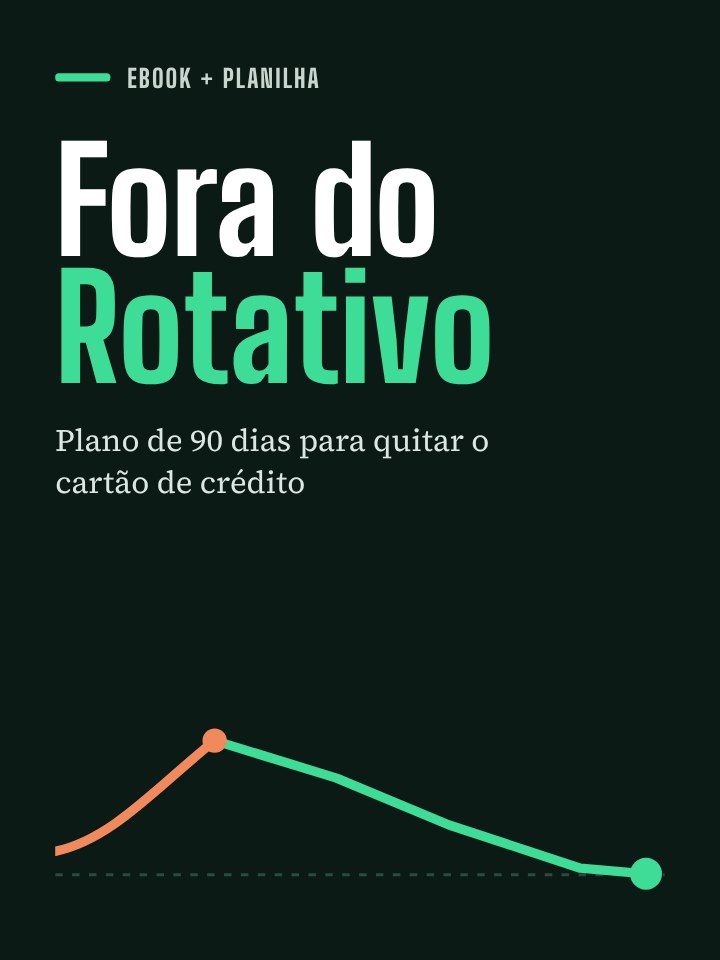 EBOOK + PLANILHA
Fora do
Rotativo
Plano de 90 dias para quitar o
cartão de crédito